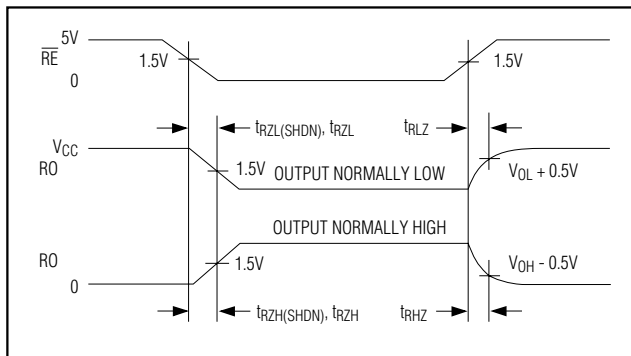 5V
RE
1.5V
1.5V
0
tRZL(SHDN), tRZL
tRLZ
VCC
RO
1.5V
OUTPUT NORMALLY LOW
VOL + 0.5V
OUTPUT NORMALLY HIGH
RO
1.5V
VOH - 0.5V
0
tRZH(SHDN), tRZH
tRHZ